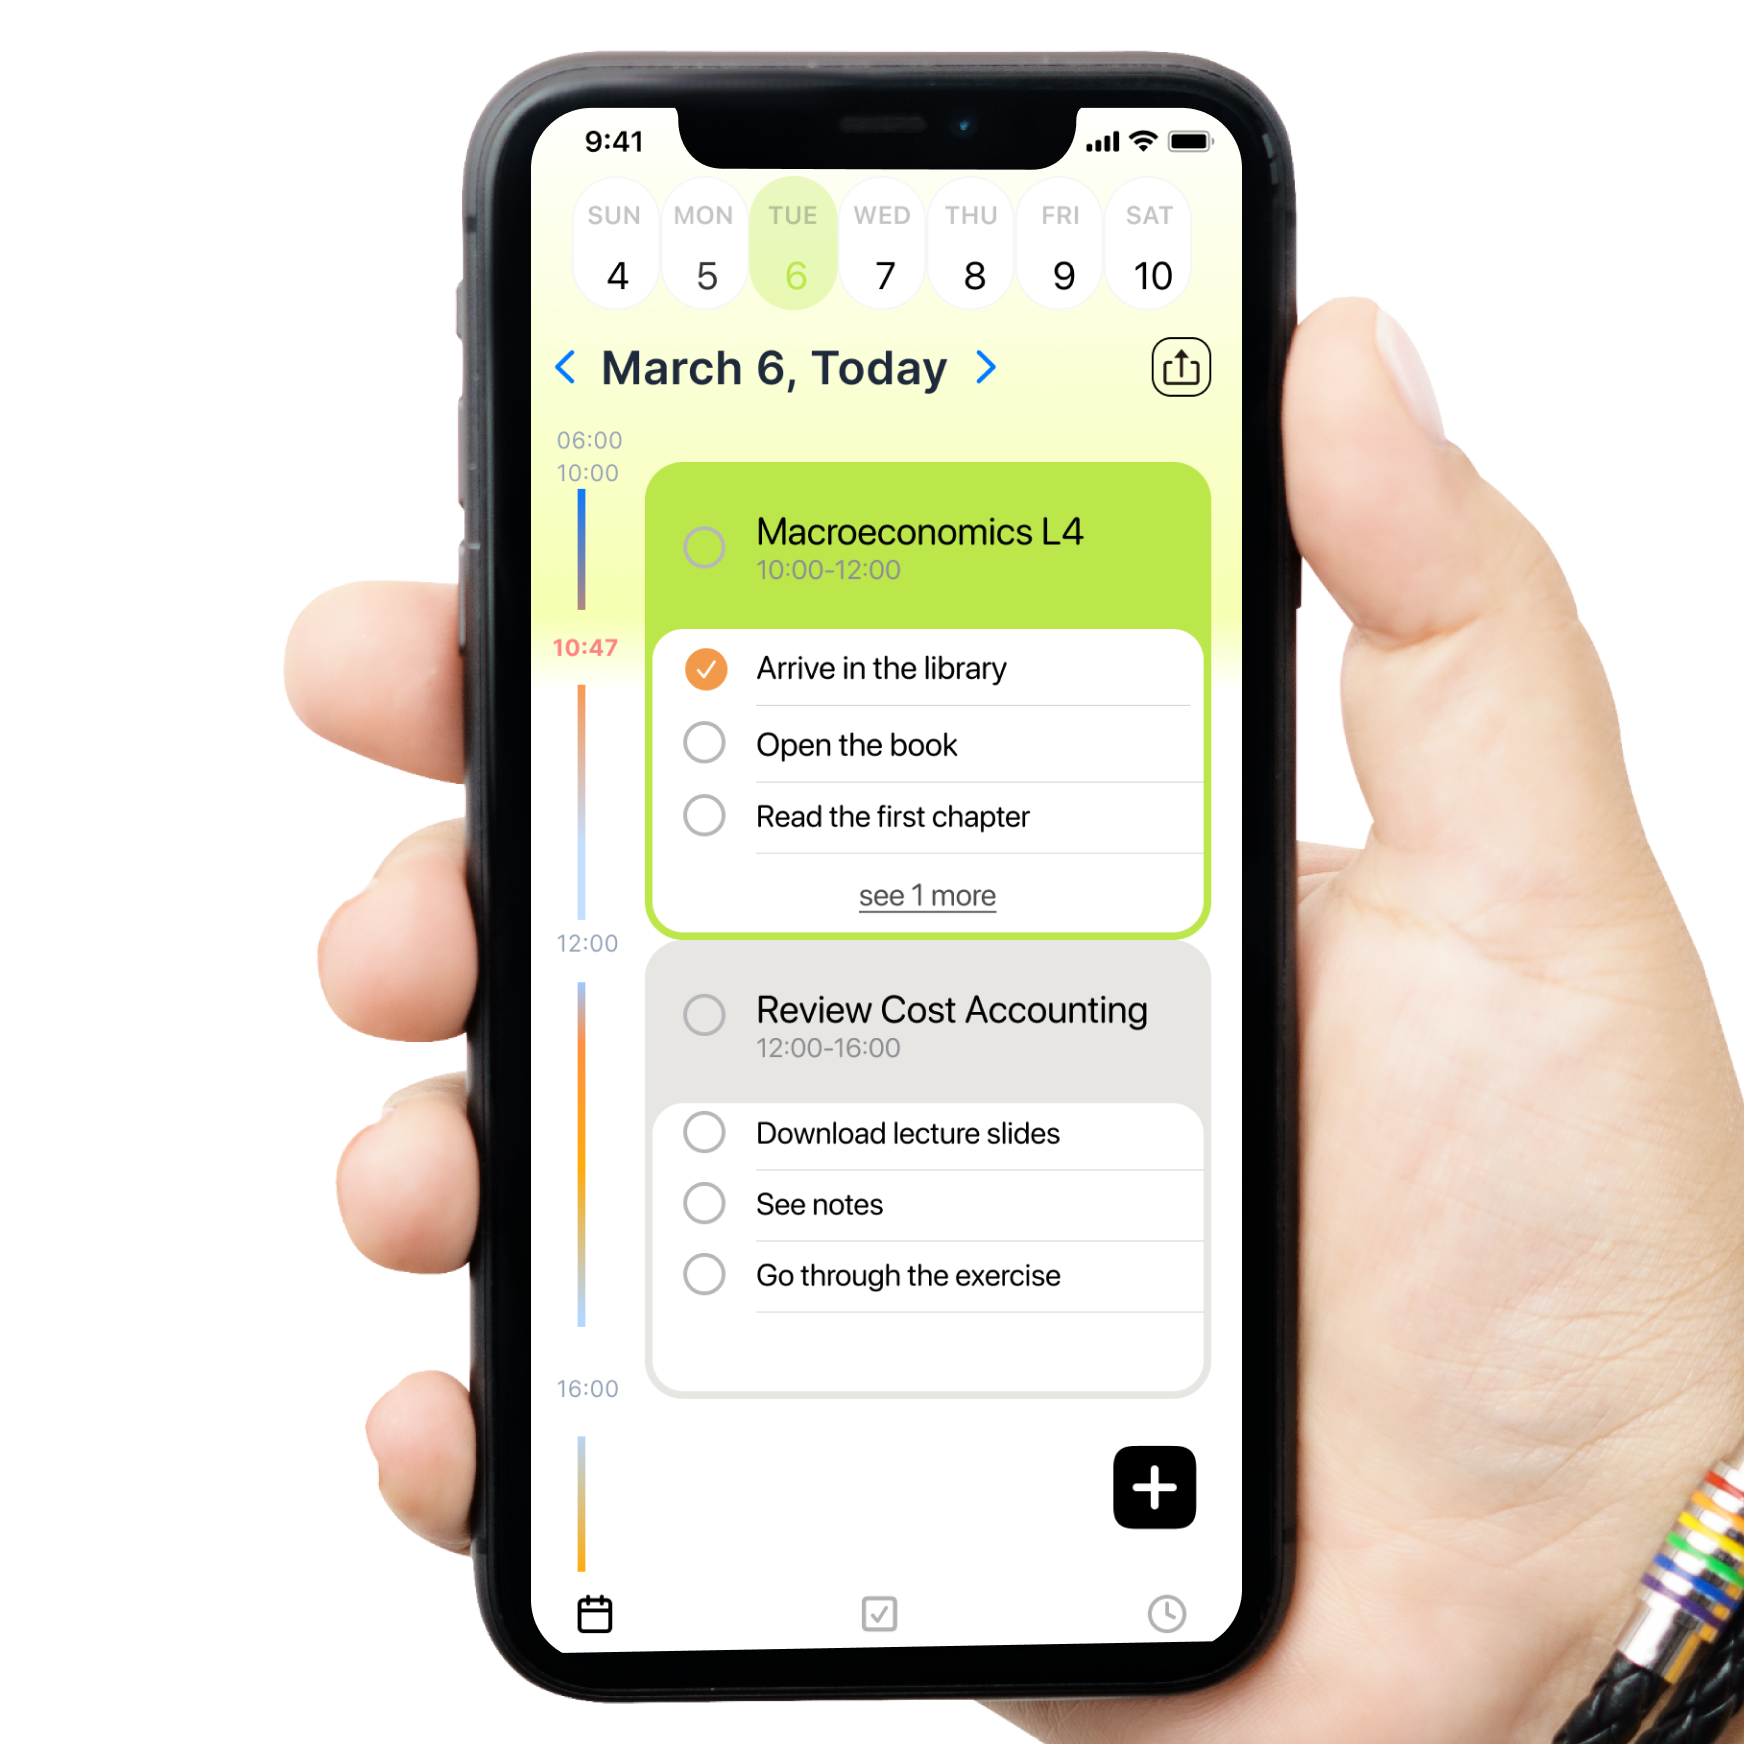 9:41
SUN MON TUE WED THU FRI SAT
4 5 6 7 8 9 10
March 6, Today
06:00
10:00
Macroeconomics L4
10:00-12:00
10:47
Arrive in the library
Open the book
Read the first chapter
see 1 more
12:00
Review Cost Accounting
12:00-16:00
Download lecture slides
See notes
Go through the exercise
16:00